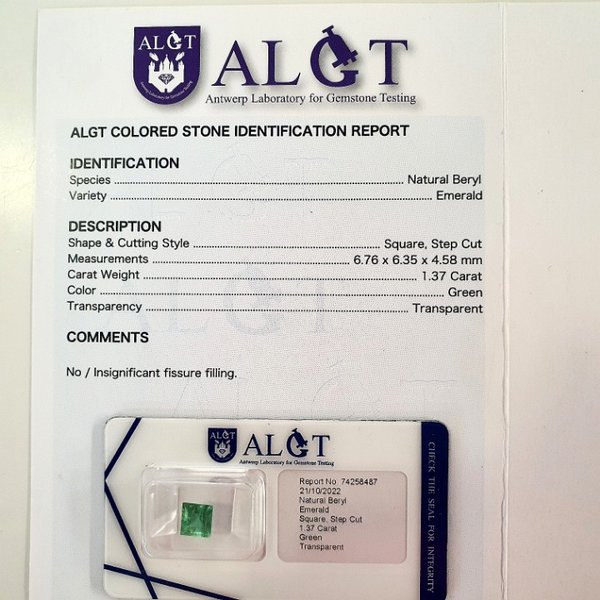 ALGT
ALGT
Antwerp Laboratory for Gemstone Testing
ALGT COLORED STONE IDENTIFICATION REPORT
IDENTIFICATION
Species ........ Natural Beryl
Variety ........ Emerald
DESCRIPTION
Shape & Cutting Style ........ Square, Step Cut
Measurements ........ 6.76 x 6.35 x 4.58 mm
Carat Weight ........ 1.37 Carat
Color ........ Green
Transparency ........ Transparent
COMMENTS
No / Insignificant fissure filling.
ALGT
ALGT
Antwerp Laboratory for Gemstone Testing
Report No 74258487
21/10/2022
Natural Beryl
Emerald
Square, Step Cut
1.37 Carat
Green
Transparent
CHECK THE SEAL FOR INTEGRITY